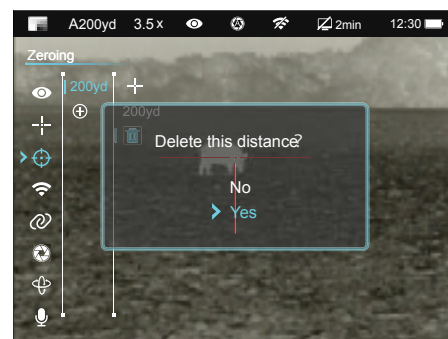 A200yd 3.5x 2min 12:30
Zeroing
200yd
200yd
Delete this distance?
No
Yes